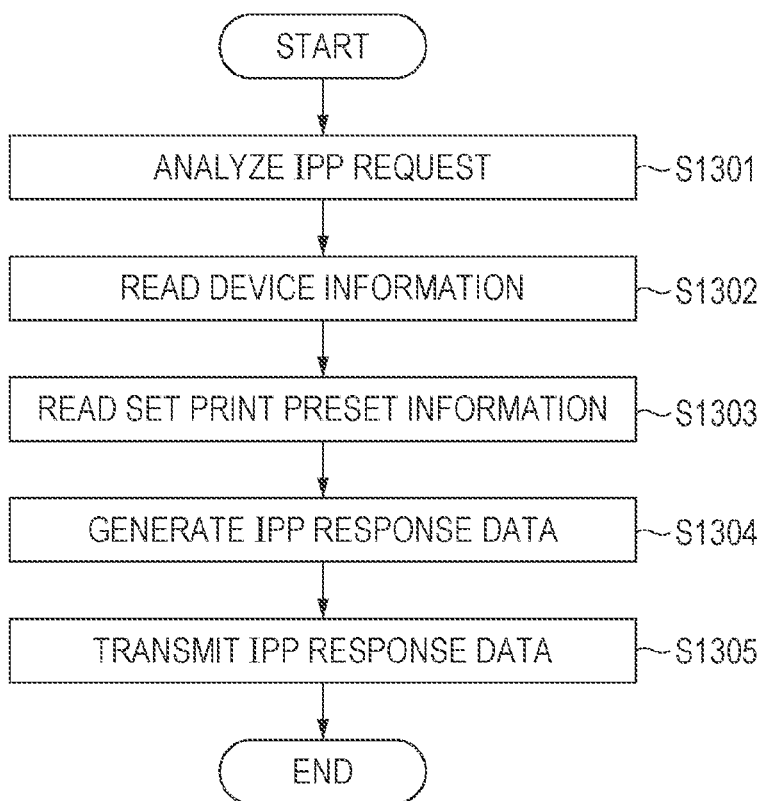 START
ANALYZE IPP REQUEST
S1301
READ DEVICE INFORMATION
S1302
READ SET PRINT PRESET INFORMATION
S1303
GENERATE IPP RESPONSE DATA
S1304
TRANSMIT IPP RESPONSE DATA
S1305
END